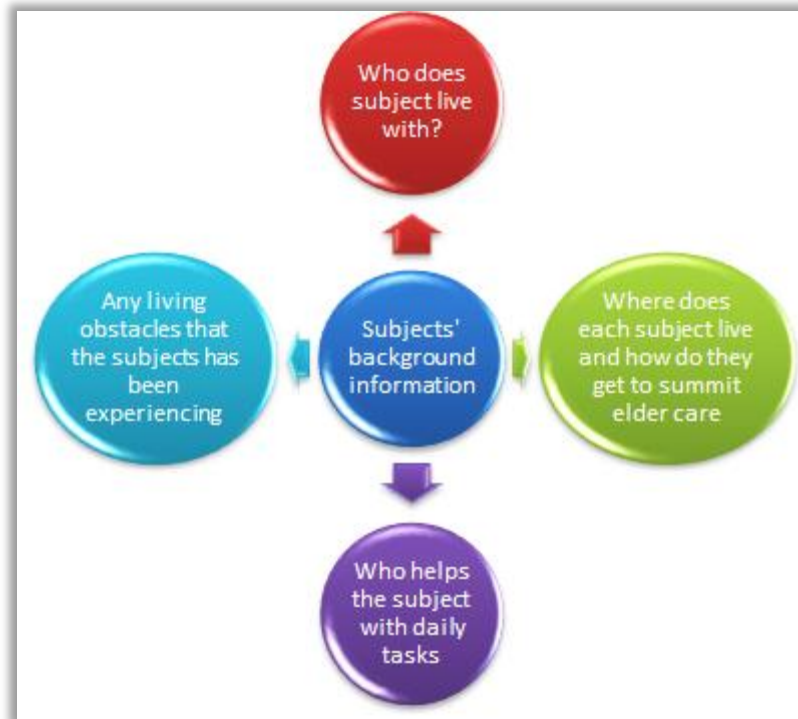 Who does
subject live
with?
Any living
obstacles that
the subjects has
been
experiencing
Subjects'
background
information
Where does
each subject live
and how do they
get to summit
elder care
Who helps
the subject
with daily
tasks